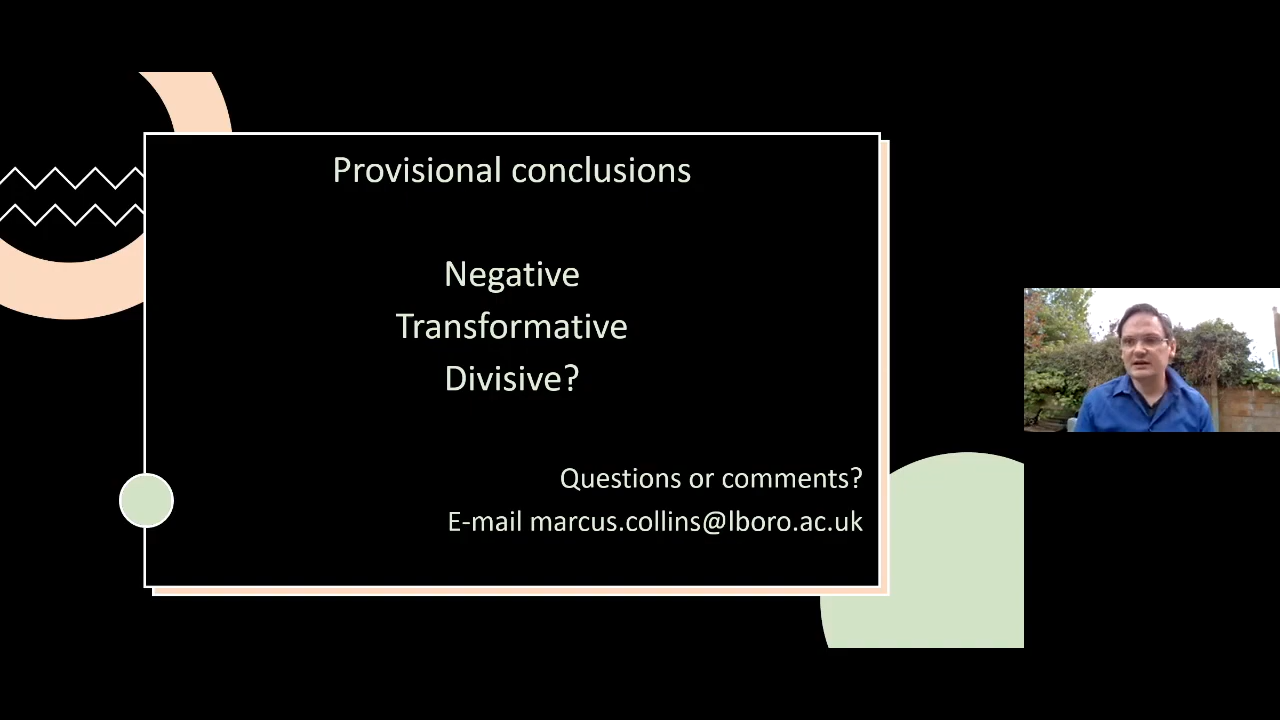 Provisional conclusions
Negative
Transformative
Divisive?
Questions or comments?
E-mail marcus.collins@lboro.ac.uk